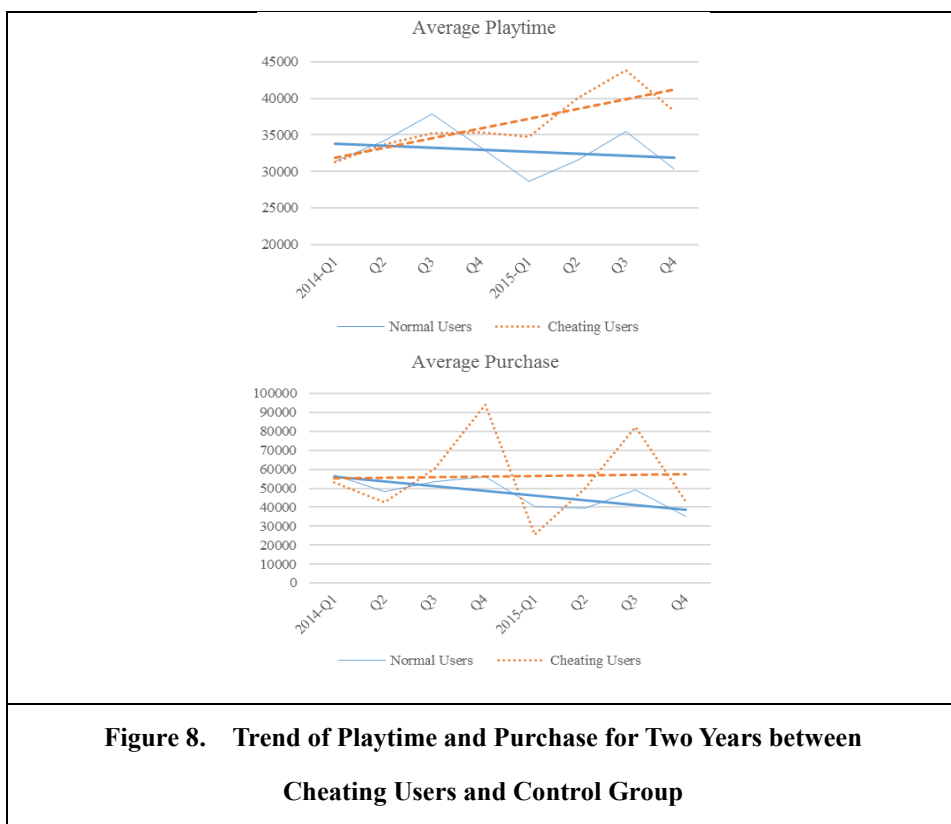 Average Playtime
45000
40000
35000
30000
25000
20000
2014-Q1
Q2
Q3
Q4
2015-Q1
Q2
Q3
Q4
Normal Users
Cheating Users
Average Purchase
100000
90000
80000
70000
60000
50000
40000
30000
20000
10000
0
2014-Q1
Q2
Q3
Q4
2015-Q1
Q2
Q3
Q4
Normal Users
Cheating Users
Figure 8. Trend of Playtime and Purchase for Two Years between
Cheating Users and Control Group